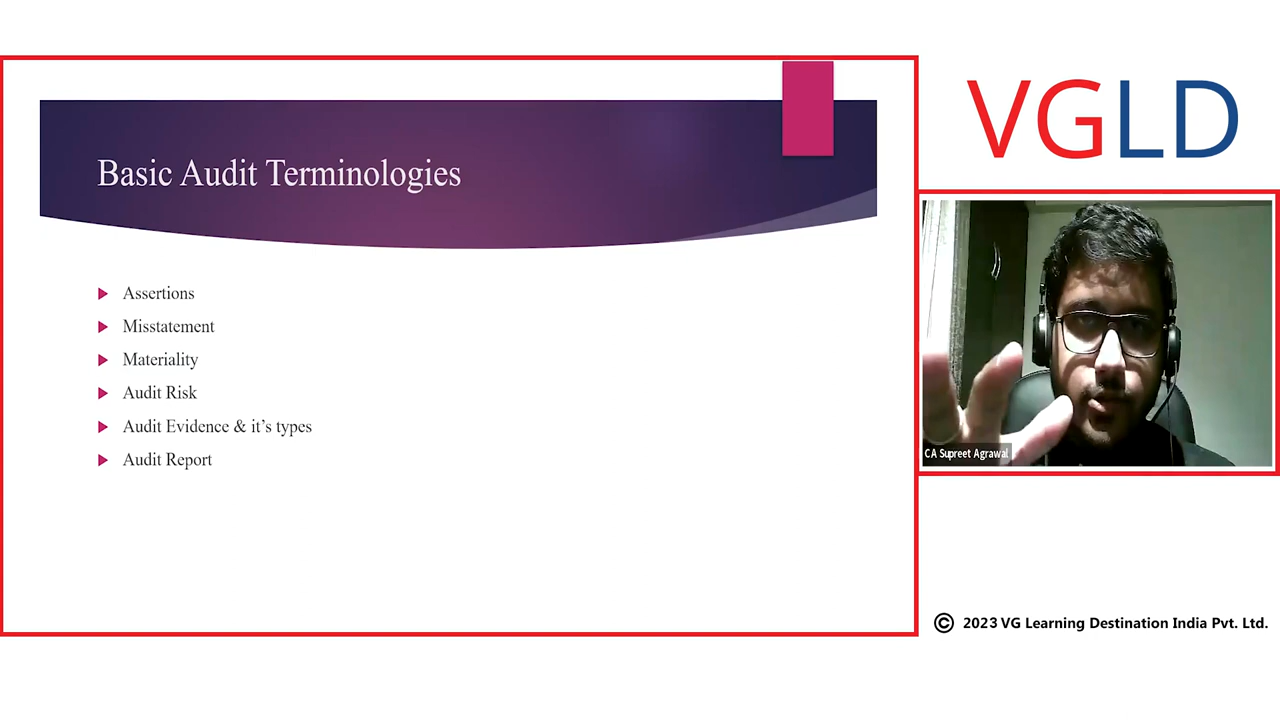 Basic Audit Terminologies
Assertions
Misstatement
Materiality
Audit Risk
Audit Evidence & it’s types
Audit Report
VGLD
CA Supreet Agrawal
© 2023 VG Learning Destination India Pvt. Ltd.